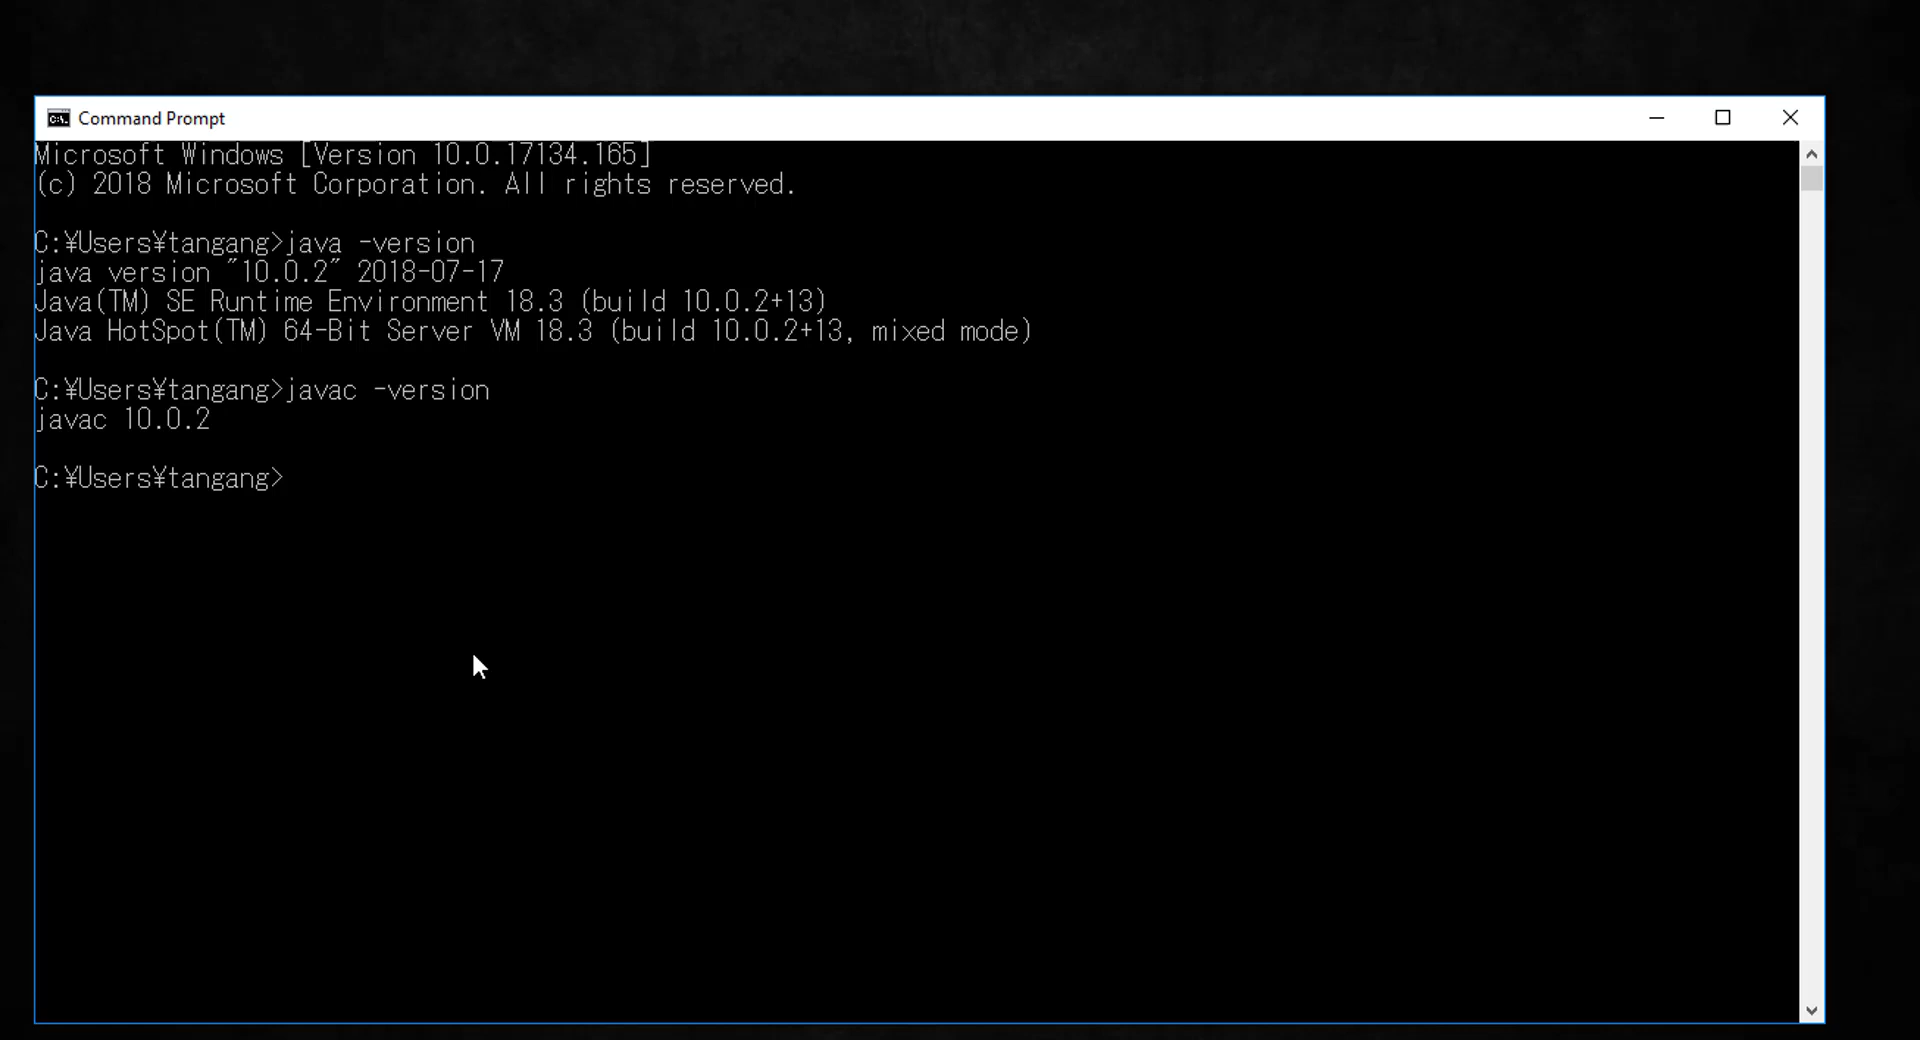 Command Prompt
Microsoft Windows [Version 10.0.17134.165]
(c) 2018 Microsoft Corporation. All rights reserved.
C:¥Users¥tangang>java -version
java version "10.0.2" 2018-07-17
Java(TM) SE Runtime Environment 18.3 (build 10.0.2+13)
Java HotSpot(TM) 64-Bit Server VM 18.3 (build 10.0.2+13, mixed mode)
C:¥Users¥tangang>javac -version
javac 10.0.2
C:¥Users¥tangang>